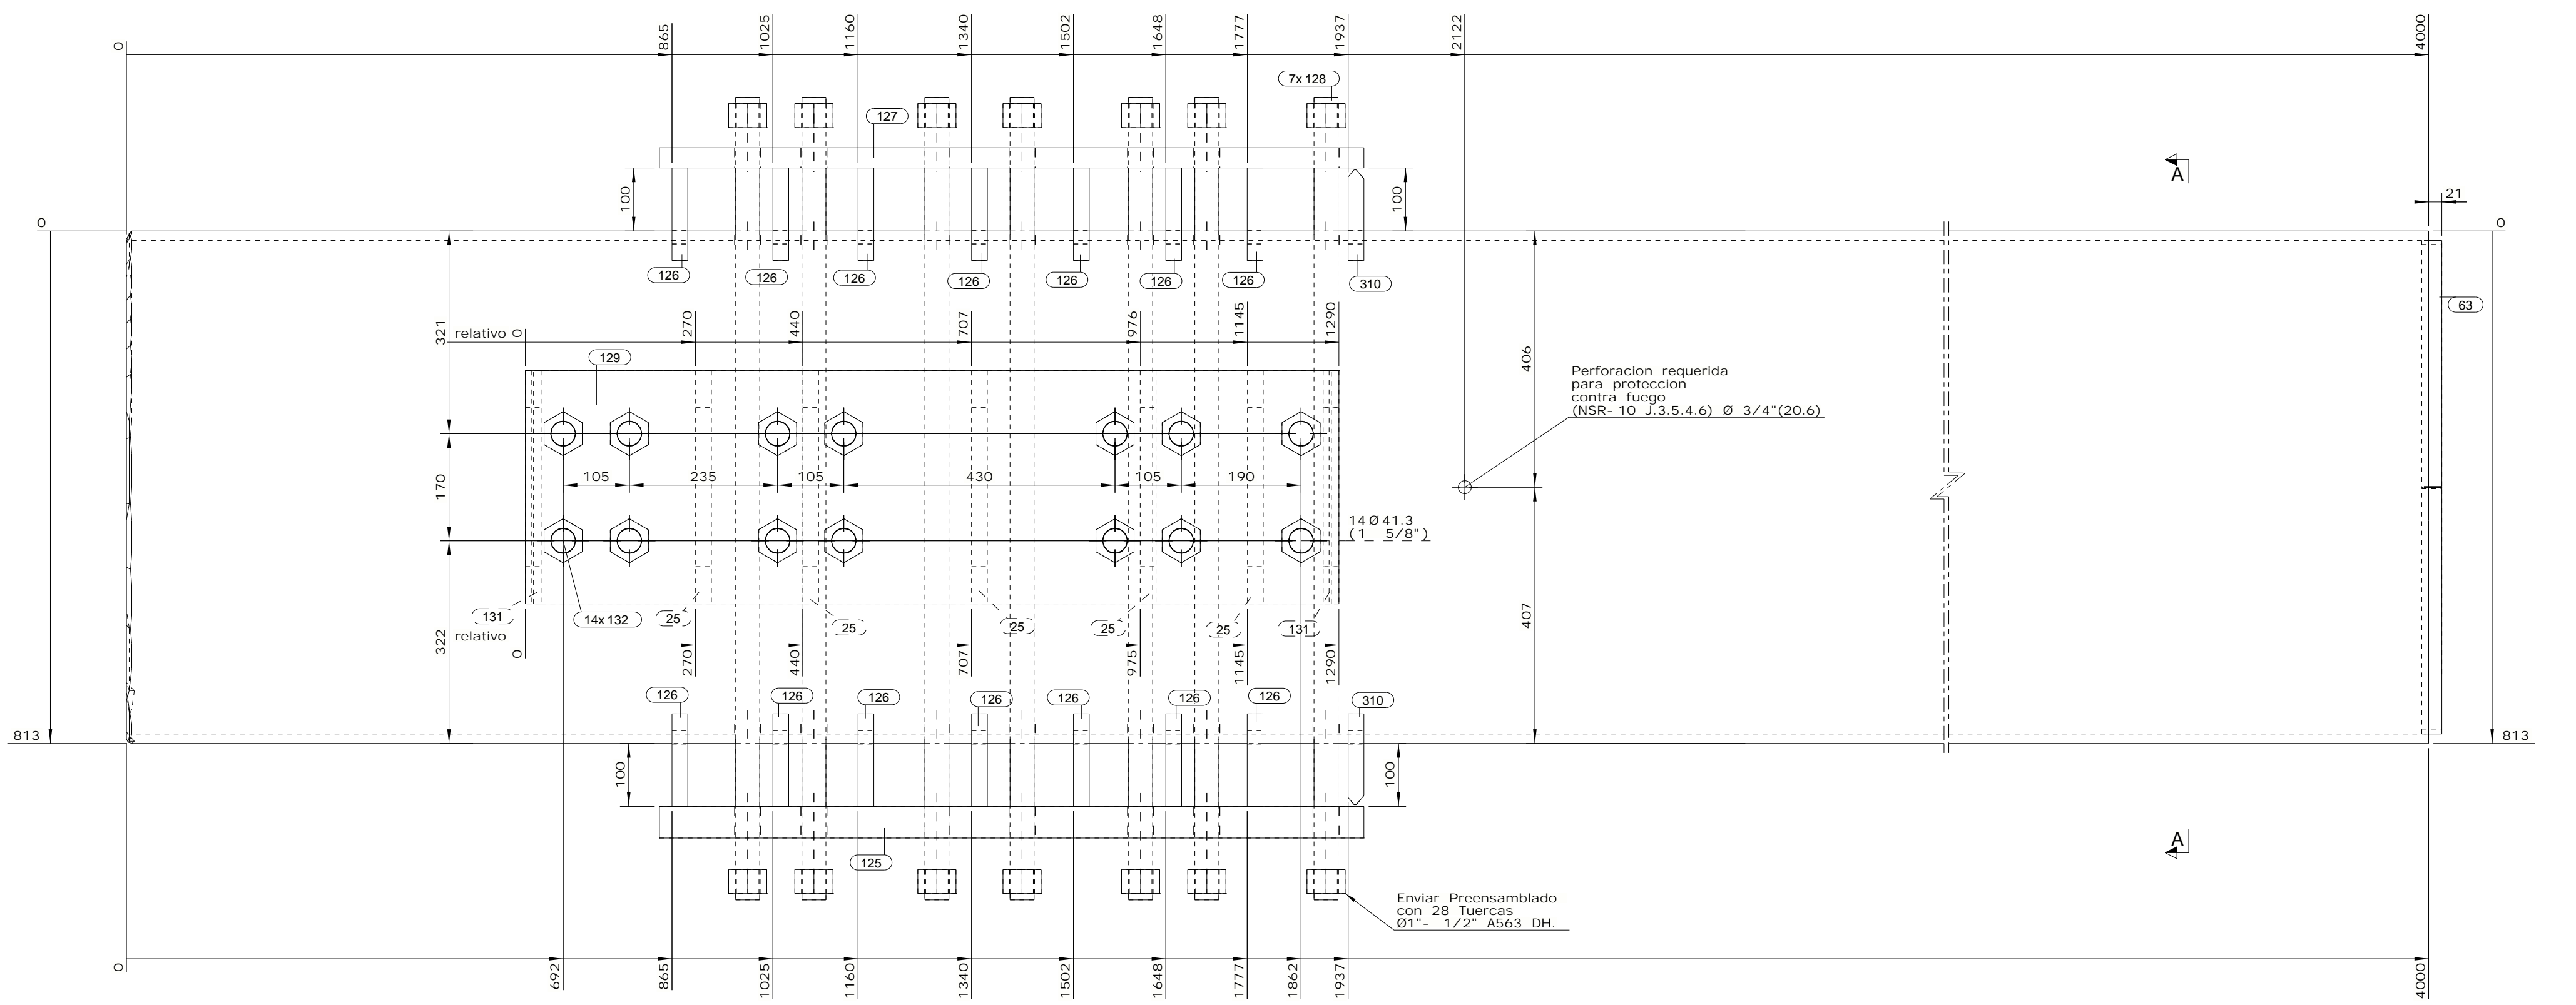 0 865 1025 1160 1340 1502 1648 1777 1937 2122 4000
7x 128
127
100 100
A
21
0 0
126 126 126 126 126 126 126 310
63
321 relativo 0 270 440 707 976 1145 1290
406
129
Perforacion requerida
para proteccion
contra fuego
(NSR- 10 J.3.5.4.6) Ø 3/4"(20.6)
170 105 235 105 430 105 190
14Ø41.3
(1 5/8")
131 14x 132 25 25 25 25 25 131
407
322 relativo
0 270 440 707 975 1145 1290
126 126 126 126 126 126 126 310
813 813
100 100
125
A
Enviar Preensamblado
con 28 Tuercas
Ø1"- 1/2" A563 DH.
0 692 865 1025 1160 1340 1502 1648 1777 1862 1937 4000